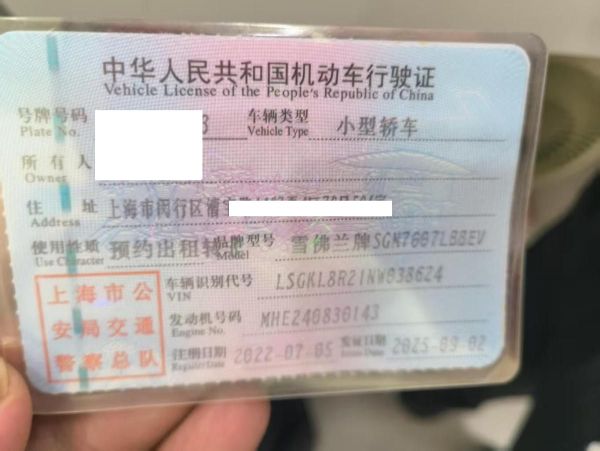 中华人民共和国机动车行驶证
Vehicle License of the People's Republic of China
号牌号码 3 车辆类型 小型轿车
Plate No. Vehicle Type
所有人
Owner
住址 上海市闵行区
Address
使用性质 预约出租 品牌型号 雪佛兰牌SGM7007LBBEV
Use Character Model
上海市公
安局交通
警察总队
车辆识别代号 LSGKL8R21NW038624
VIN
发动机号码 MHE240830143
Engine No.
注册日期 2022-07-05 发证日期 2025-09-02
Register Date Issue Date